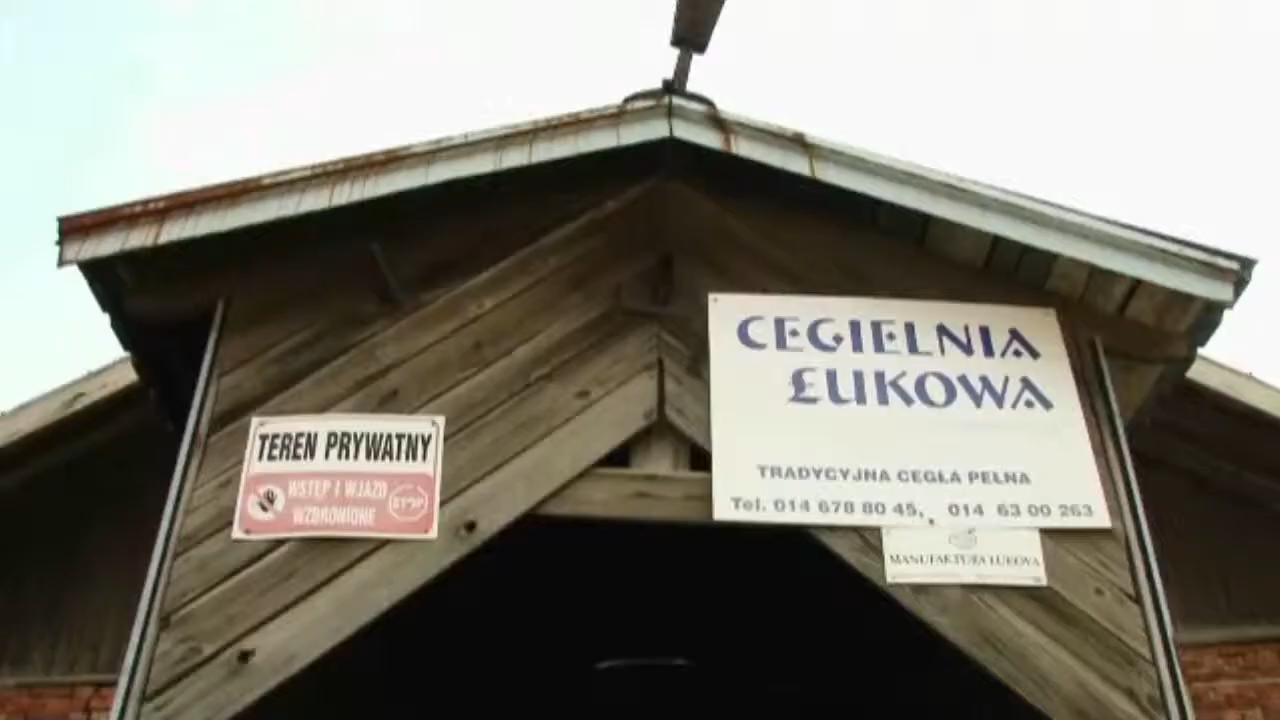 TEREN PRYWATNY
WSTĘP I WJAZD
WZBRONIONE
STOP
CEGIELNIA
ŁUKOWA
TRADYCYJNA CEGŁA PEŁNA
Tel. 014 678 80 45, 014 63 00 263
MANUFAKTURA ŁUKOVA